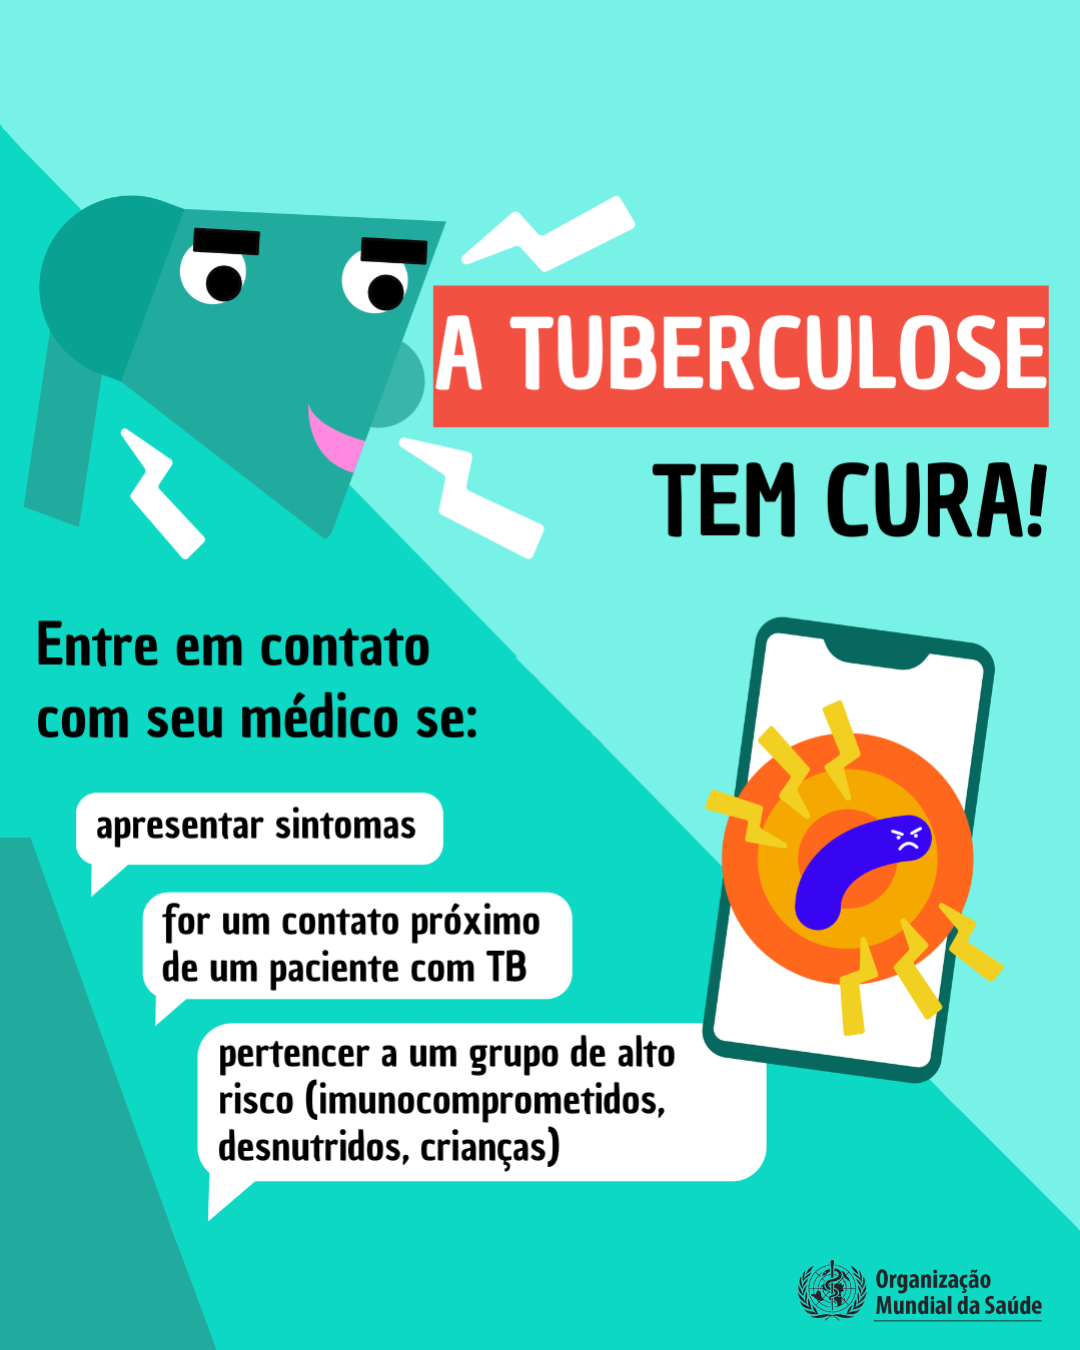 A TUBERCULOSE
TEM CURA!
Entre em contato
com seu médico se:
apresentar sintomas
for um contato próximo
de um paciente com TB
pertencer a um grupo de alto
risco (imunocomprometidos,
desnutridos, crianças)
Organização
Mundial da Saúde